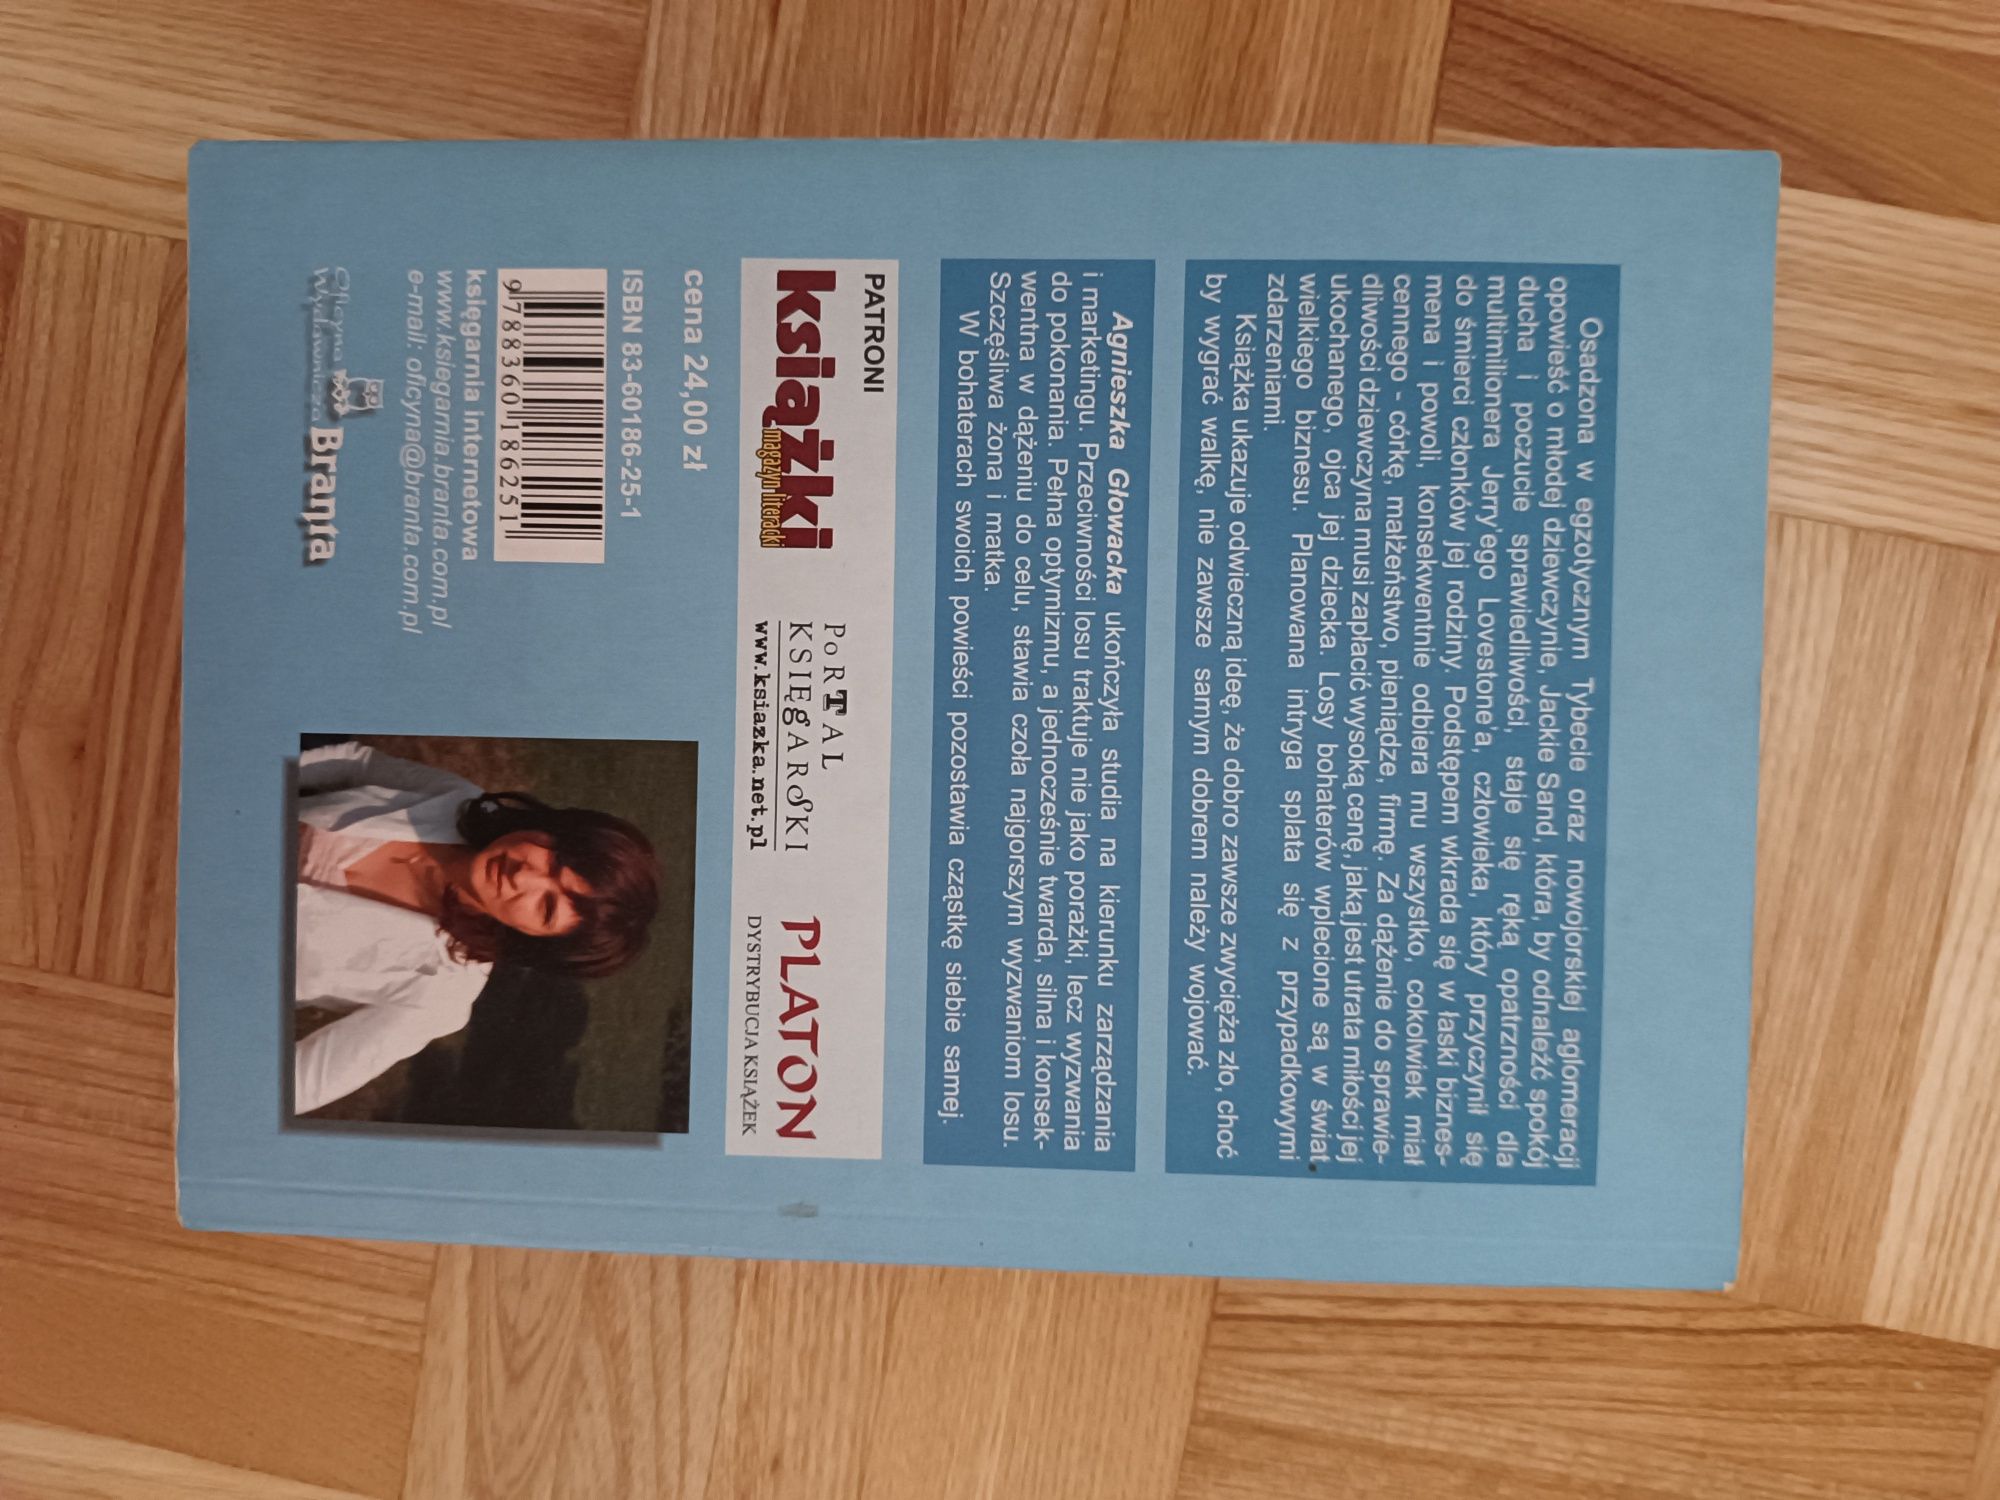 Osadzona w egzotycznym Tybecie oraz nowojorskiej aglomeracji
opowieść o młodej dziewczynie, Jackie Sand, która, by odnaleźć spokój
ducha i poczucie sprawiedliwości, staje się ręką opatrzności dla
multimilionera Jerry'ego Lovestone'a, człowieka, który przyczynił się
do śmierci członków jej rodziny. Podstępem wkrada się w łaski biznes-
mena i powoli, konsekwentnie odbiera mu wszystko, cokolwiek miał
cennego - córkę, małżeństwo, pieniądze, firmę. Za dążenie do sprawie-
dliwości dziewczyna musi zapłacić wysoką cenę, jaką jest utrata miłości jej
ukochanego, ojca jej dziecka. Losy bohaterów wplecione są w świat
wielkiego biznesu. Planowana intryga splata się z przypadkowymi
zdarzeniami.
Książka ukazuje odwieczną ideę, że dobro zawsze zwycięża zło, choć
by wygrać walkę, nie zawsze samym dobrem należy wojować.
Agnieszka Głowacka ukończyła studia na kierunku zarządzania
i marketingu. Przeciwności losu traktuje nie jako porażki, lecz wyzwania
do pokonania. Pełna optymizmu, a jednocześnie twarda, silna i konsek-
wentna w dążeniu do celu, stawia czoła najgorszym wyzwaniom losu.
Szczęśliwa żona i matka.
W bohaterach swoich powieści pozostawia cząstkę siebie samej.
PATRONI
książki
magazyn literacki
PoRTAL
KSIĘgARSKI
www.ksiazka.net.pl
PLATON
DYSTRYBUCJA KSIĄŻEK
cena 24,00 zł
ISBN 83-60186-25-1
9 788360 186251
księgarnia internetowa
www.ksiegarnia.branta.com.pl
e-mail: oficyna@branta.com.pl
Oficyna
Wydawnicza Branta